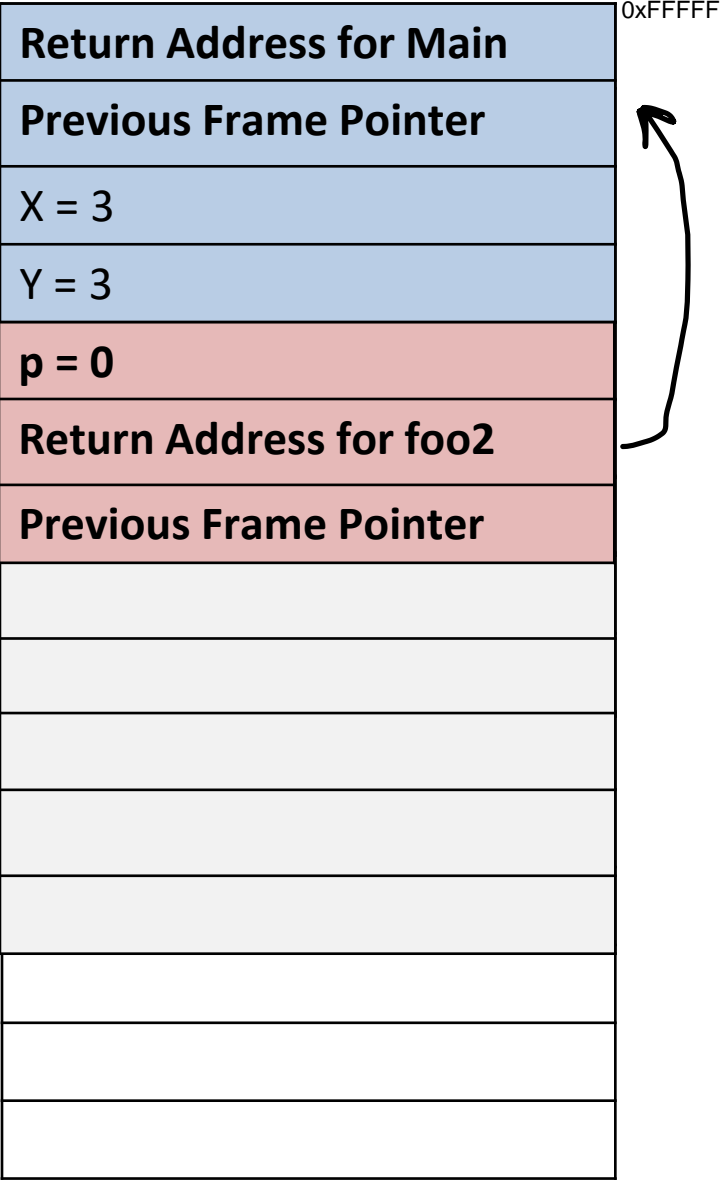 0xFFFFF
Return Address for Main
Previous Frame Pointer
X = 3
Y = 3
p = 0
Return Address for foo2
Previous Frame Pointer